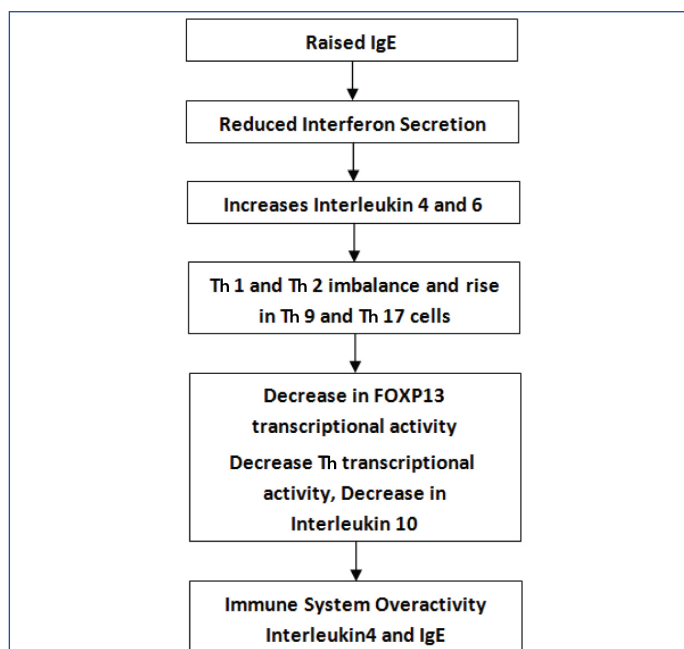 Raised IgE
Reduced Interferon Secretion
Increases Interleukin 4 and 6
Th 1 and Th 2 imbalance and rise
in Th 9 and Th 17 cells
Decrease in FOXP13
transcriptional activity
Decrease Th transcriptional
activity, Decrease in
Interleukin 10
Immune System Overactivity
Interleukin4 and IgE